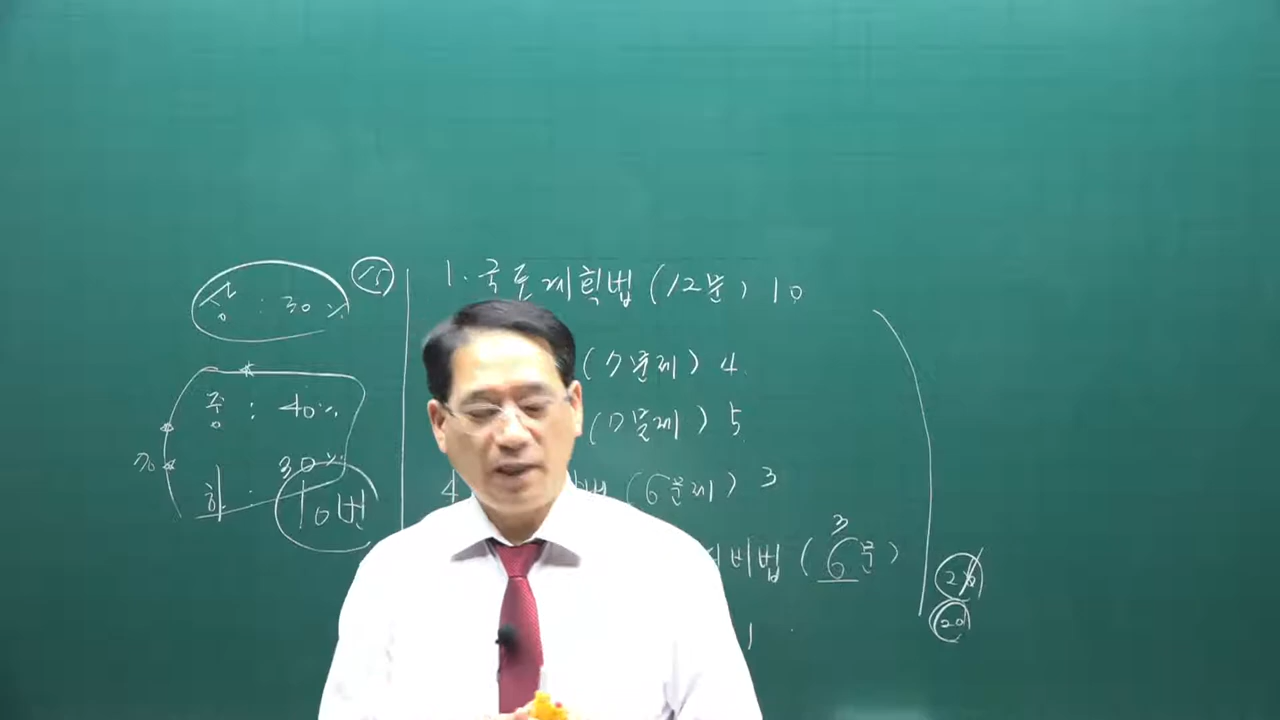 상 : 30%
15
중 : 40%
70
하 : 30%
10번
1. 국토계획법 (12문) 10
(7문제) 4
(7문제) 5
4 법 (6문제) 3
비법 (6문)
3
1
20